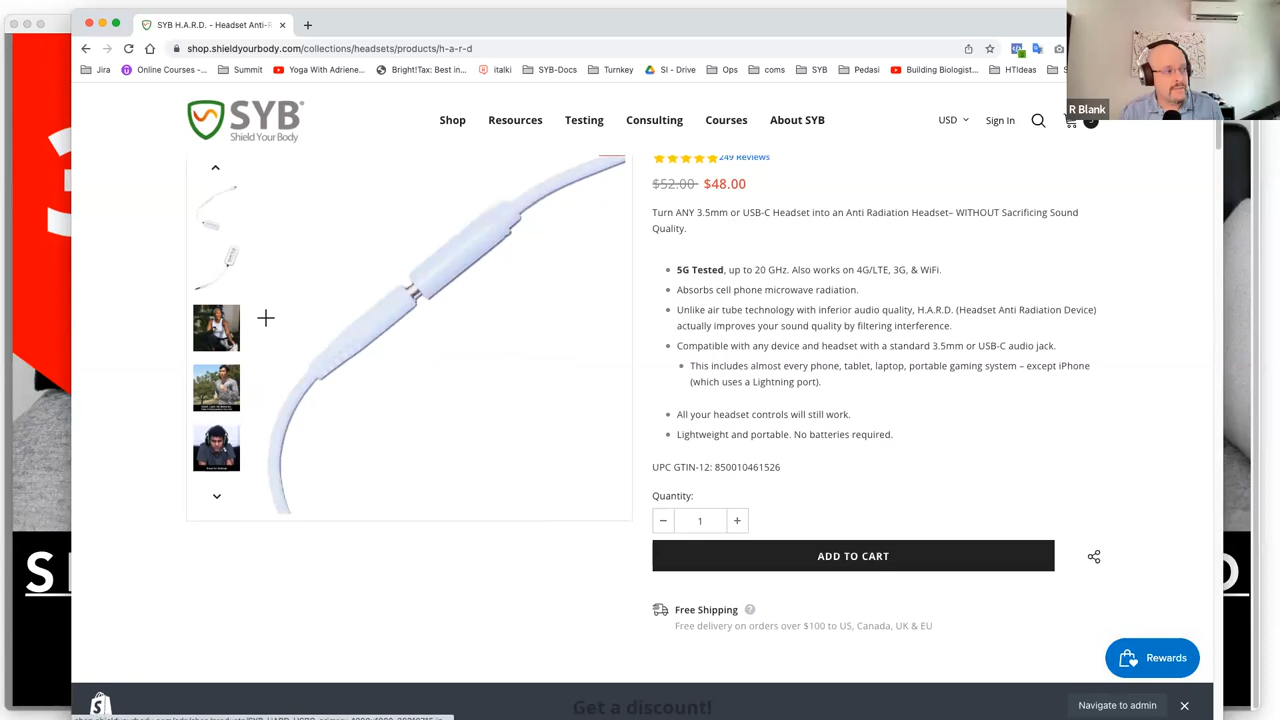 SYB H.A.R.D. - Headset Anti-R
shop.shieldyourbody.com/collections/headsets/products/h-a-r-d
Jira
Online Courses -...
Summit
Yoga With Adriene...
Bright!Tax: Best in...
italki
SYB-Docs
Turnkey
SI - Drive
Ops
coms
SYB
Pedasi
Building Biologist...
HTIdeas
R Blank
SYB
Shield Your Body
Shop
Resources
Testing
Consulting
Courses
About SYB
USD
Sign In
249 Reviews
$52.00 $48.00
Turn ANY 3.5mm or USB-C Headset into an Anti Radiation Headset– WITHOUT Sacrificing Sound
Quality.
5G Tested, up to 20 GHz. Also works on 4G/LTE, 3G, & WiFi.
Absorbs cell phone microwave radiation.
Unlike air tube technology with inferior audio quality, H.A.R.D. (Headset Anti Radiation Device)
actually improves your sound quality by filtering interference.
Compatible with any device and headset with a standard 3.5mm or USB-C audio jack.
This includes almost every phone, tablet, laptop, portable gaming system – except iPhone
(which uses a Lightning port).
All your headset controls will still work.
Lightweight and portable. No batteries required.
UPC GTIN-12: 850010461526
Quantity:
− 1 +
ADD TO CART
Free Shipping ?
Free delivery on orders over $100 to US, Canada, UK & EU
Rewards
Get a discount!
Navigate to admin